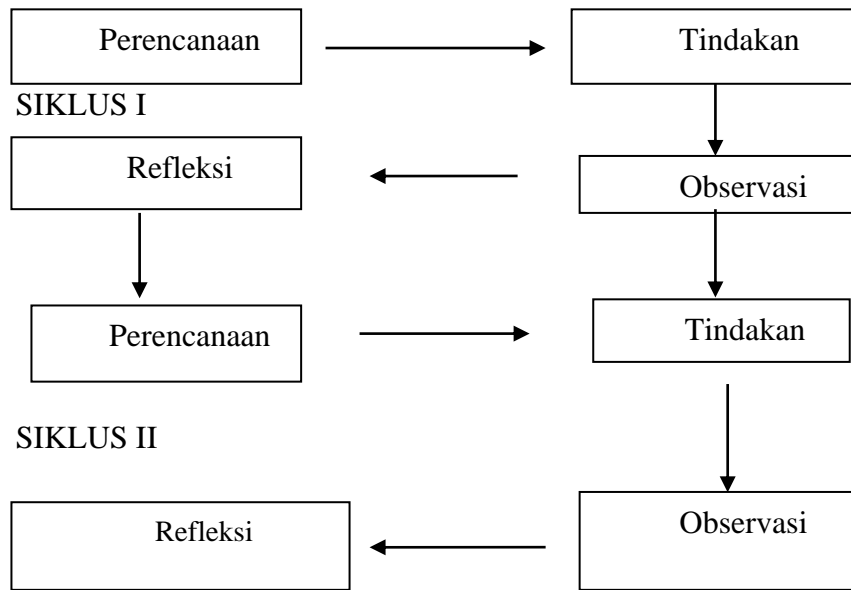 Perencanaan
Tindakan
SIKLUS I
Refleksi
Observasi
Perencanaan
Tindakan
SIKLUS II
Refleksi
Observasi